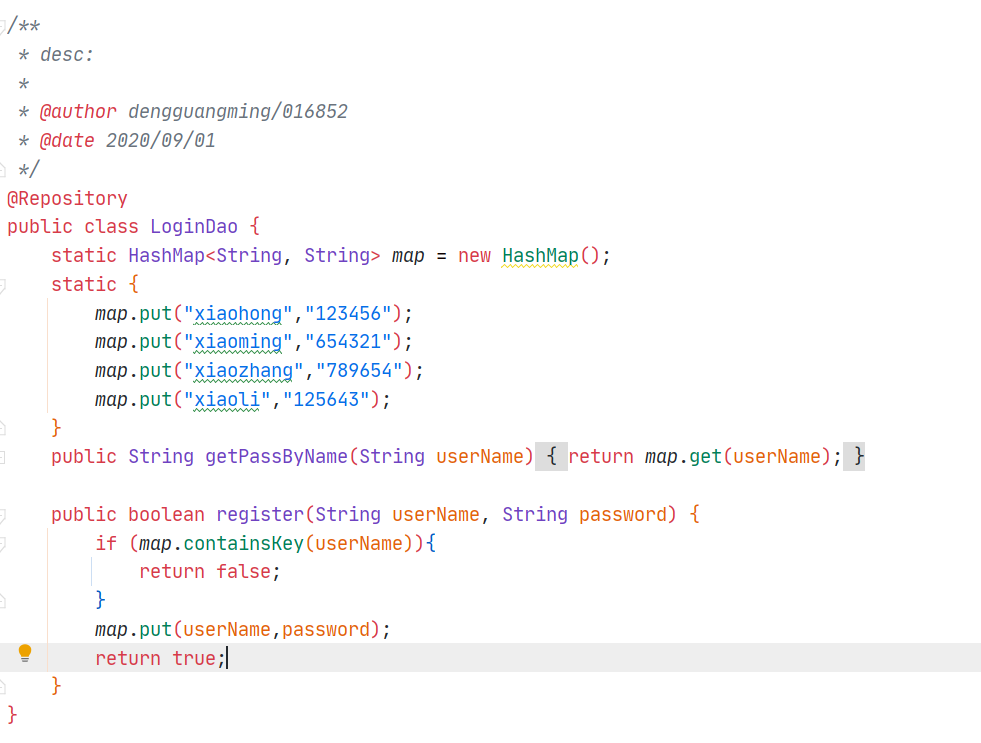 /**
 * desc:
 *
 * @author dengguangming/016852
 * @date 2020/09/01
 */
@Repository
public class LoginDao {
    static HashMap<String, String> map = new HashMap();
    static {
        map.put("xiaohong","123456");
        map.put("xiaoming","654321");
        map.put("xiaozhang","789654");
        map.put("xiaoli","125643");
    }
    public String getPassByName(String userName) { return map.get(userName); }

    public boolean register(String userName, String password) {
        if (map.containsKey(userName)){
            return false;
        }
        map.put(userName,password);
        return true;
    }
}